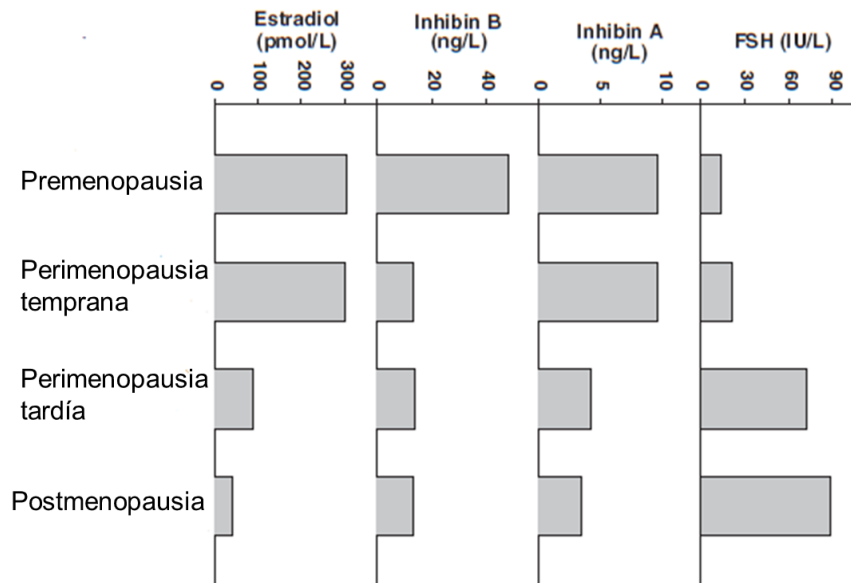 Estradiol
(pmol/L)
Inhibin B
(ng/L)
Inhibin A
(ng/L)
FSH (IU/L)
0 100 200 300
0 20 40
0 5 10
0 30 60 90
Premenopausia
Perimenopausia
temprana
Perimenopausia
tardía
Postmenopausia